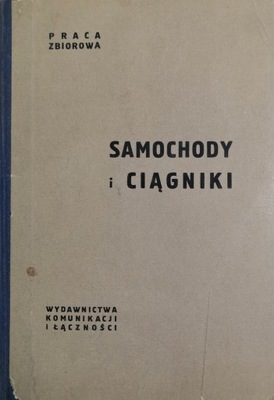 PRACA
ZBIOROWA
SAMOCHODY
i CIĄGNIKI
WYDAWNICTWA
KOMUNIKACJI
I ŁĄCZNOŚCI